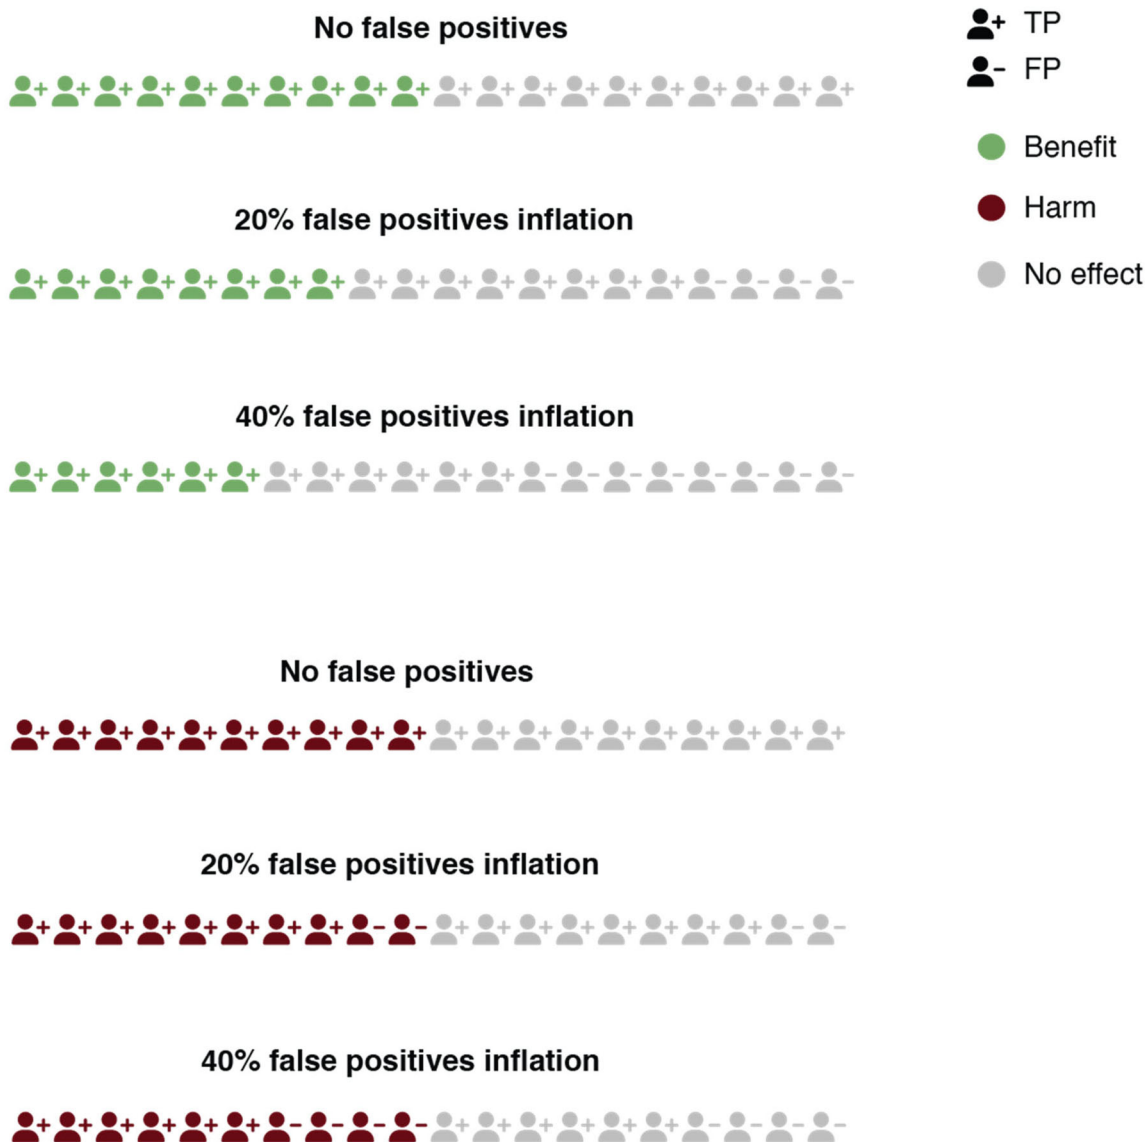 No false positives
TP
FP
Benefit
20% false positives inflation
Harm
No effect
40% false positives inflation
No false positives
20% false positives inflation
40% false positives inflation